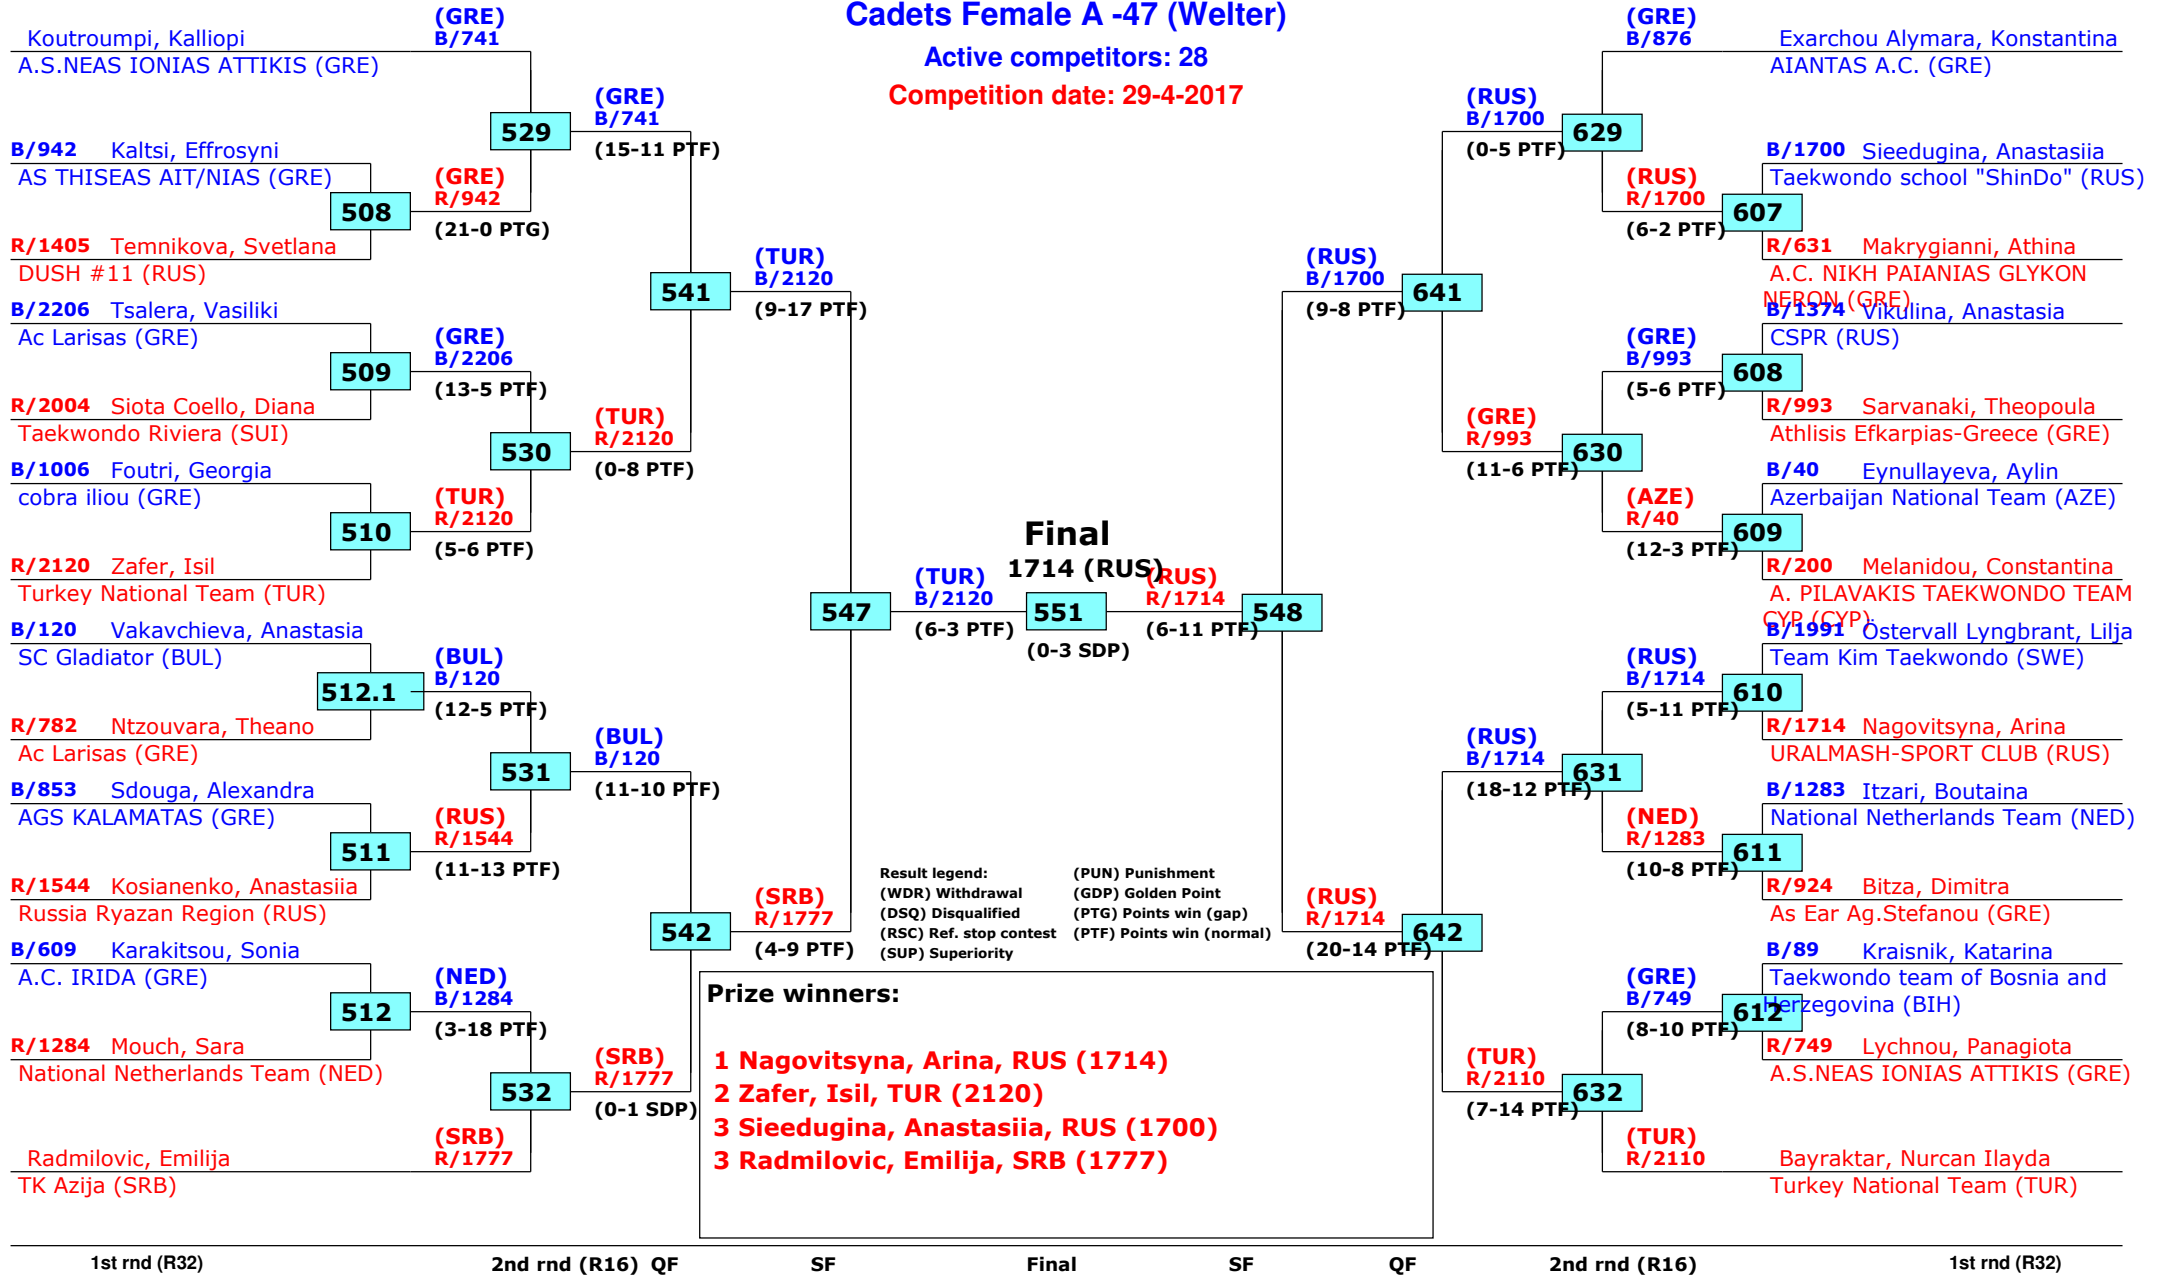 Cadets Female A -47 (Welter)
Active competitors: 28
Competition date: 29-4-2017
Koutroumpi, Kalliopi
A.S.NEAS IONIAS ATTIKIS (GRE)
B/942 Kaltsi, Effrosyni
AS THISEAS AIT/NIAS (GRE)
508
R/1405 Temnikova, Svetlana
DUSH #11 (RUS)
B/2206 Tsalera, Vasiliki
Ac Larisas (GRE)
509
R/2004 Siota Coello, Diana
Taekwondo Riviera (SUI)
B/1006 Foutri, Georgia
cobra iliou (GRE)
510
R/2120 Zafer, Isil
Turkey National Team (TUR)
B/120 Vakavchieva, Anastasia
SC Gladiator (BUL)
512.1
R/782 Ntzouvara, Theano
Ac Larisas (GRE)
B/853 Sdouga, Alexandra
AGS KALAMATAS (GRE)
511
R/1544 Kosianenko, Anastasiia
Russia Ryazan Region (RUS)
B/609 Karakitsou, Sonia
A.C. IRIDA (GRE)
512
R/1284 Mouch, Sara
National Netherlands Team (NED)
Radmilovic, Emilija
TK Azija (SRB)
(GRE)
B/741
529
(GRE)
R/942
(21-0 PTG)
(GRE)
B/2206
(13-5 PTF)
530
(TUR)
R/2120
(5-6 PTF)
(BUL)
B/120
(12-5 PTF)
531
(RUS)
R/1544
(11-13 PTF)
(NED)
B/1284
(3-18 PTF)
532
(SRB)
R/1777
(GRE)
B/741
(15-11 PTF)
541
(TUR)
R/2120
(0-8 PTF)
(BUL)
B/120
(11-10 PTF)
542
(SRB)
R/1777
(0-1 SDP)
(TUR)
B/2120
(9-17 PTF)
547
(SRB)
R/1777
(4-9 PTF)
(TUR)
B/2120
(6-3 PTF)
Final
1714 (RUS)
551
(0-3 SDP)
(RUS)
R/1714
(6-11 PTF)
548
(RUS)
B/1700
(9-8 PTF)
641
(RUS)
R/1714
(20-14 PTF)
642
(RUS)
B/1700
(0-5 PTF)
629
(GRE)
R/993
(11-6 PTF)
630
(RUS)
B/1714
(18-12 PTF)
631
(TUR)
R/2110
(7-14 PTF)
632
(GRE)
B/876
(RUS)
R/1700
(6-2 PTF)
607
(GRE)
B/993
(5-6 PTF)
608
(AZE)
R/40
(12-3 PTF)
609
(RUS)
B/1714
(5-11 PTF)
610
(NED)
R/1283
(10-8 PTF)
611
(GRE)
B/749
(8-10 PTF)
612
(TUR)
R/2110
Exarchou Alymara, Konstantina
AIANTAS A.C. (GRE)
B/1700 Sieedugina, Anastasiia
Taekwondo school "ShinDo" (RUS)
R/631 Makrygianni, Athina
A.C. NIKH PAIANIAS GLYKON
NERON (GRE)
B/1374 Vikulina, Anastasia
CSPR (RUS)
R/993 Sarvanaki, Theopoula
Athlisis Efkarpias-Greece (GRE)
B/40 Eynullayeva, Aylin
Azerbaijan National Team (AZE)
R/200 Melanidou, Constantina
A. PILAVAKIS TAEKWONDO TEAM
CYP (CYP)
B/1991 Östervall Lyngbrant, Lilja
Team Kim Taekwondo (SWE)
R/1714 Nagovitsyna, Arina
URALMASH-SPORT CLUB (RUS)
B/1283 Itzari, Boutaina
National Netherlands Team (NED)
R/924 Bitza, Dimitra
As Ear Ag.Stefanou (GRE)
B/89 Kraisnik, Katarina
Taekwondo team of Bosnia and
Herzegovina (BIH)
R/749 Lychnou, Panagiota
A.S.NEAS IONIAS ATTIKIS (GRE)
Bayraktar, Nurcan Ilayda
Turkey National Team (TUR)
Result legend: (PUN) Punishment
(WDR) Withdrawal (GDP) Golden Point
(DSQ) Disqualified (PTG) Points win (gap)
(RSC) Ref. stop contest (PTF) Points win (normal)
(SUP) Superiority
Prize winners:
1 Nagovitsyna, Arina, RUS (1714)
2 Zafer, Isil, TUR (2120)
3 Sieedugina, Anastasiia, RUS (1700)
3 Radmilovic, Emilija, SRB (1777)
1st rnd (R32) 2nd rnd (R16) QF SF Final SF QF 2nd rnd (R16) 1st rnd (R32)